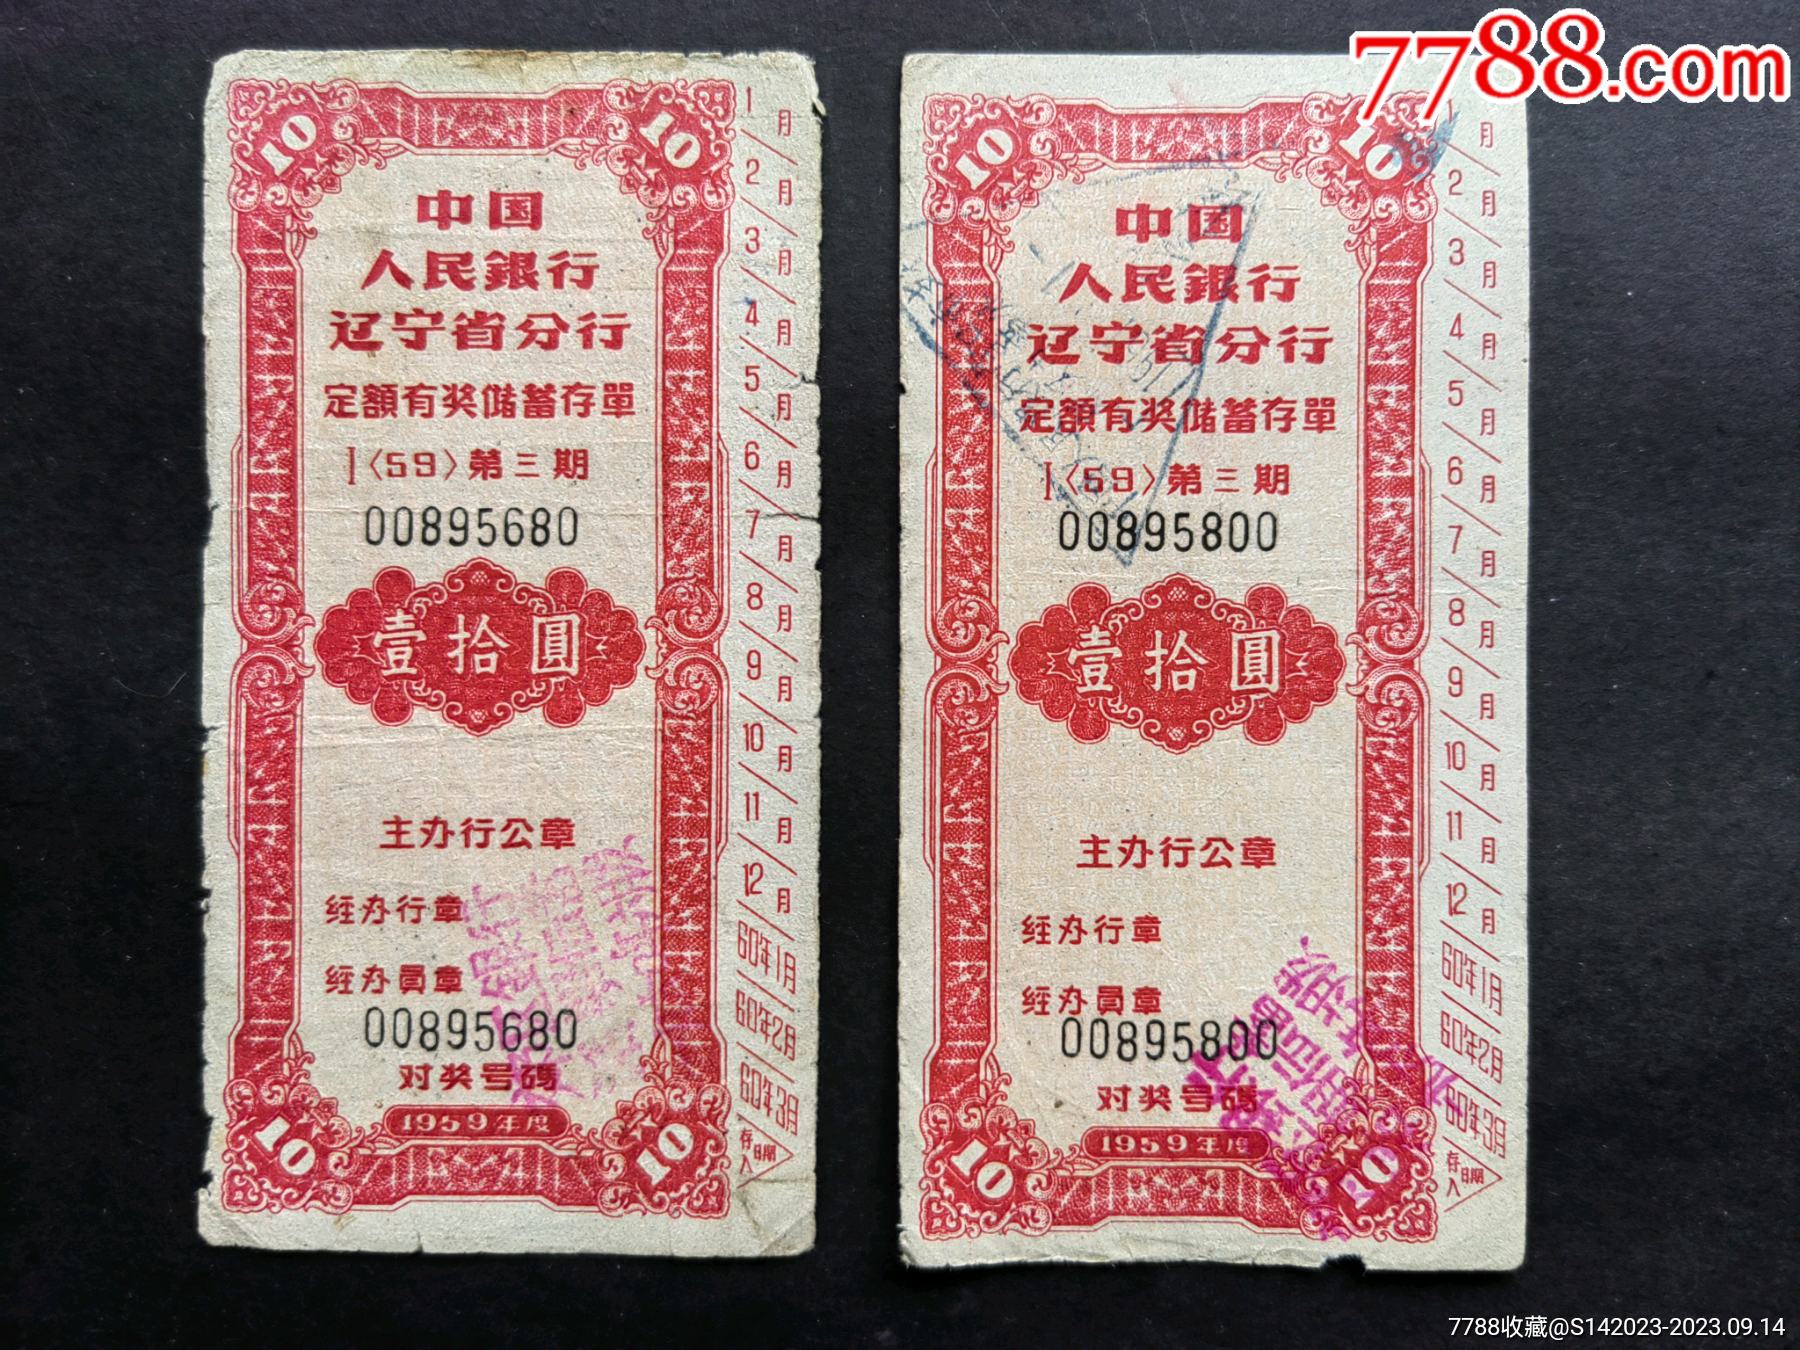 7788.com
10
10
中国
人民銀行
辽宁省分行
定額有奖储蓄存單
I〈59〉第三期
00895680
壹拾圓
主办行公章
经办行章
经办員章
00895680
对奖号碼
1959年度
10
10
1月
2月
3月
4月
5月
6月
7月
8月
9月
10月
11月
12月
60年1月
60年2月
60年3月
存入日期
10
10
中国
人民銀行
辽宁省分行
定額有奖储蓄存單
I〈59〉第三期
00895800
壹拾圓
主办行公章
经办行章
经办員章
00895800
对奖号碼
1959年度
10
10
1月
2月
3月
4月
5月
6月
7月
8月
9月
10月
11月
12月
60年1月
60年2月
60年3月
存入日期
7788收藏@S142023-2023.09.14